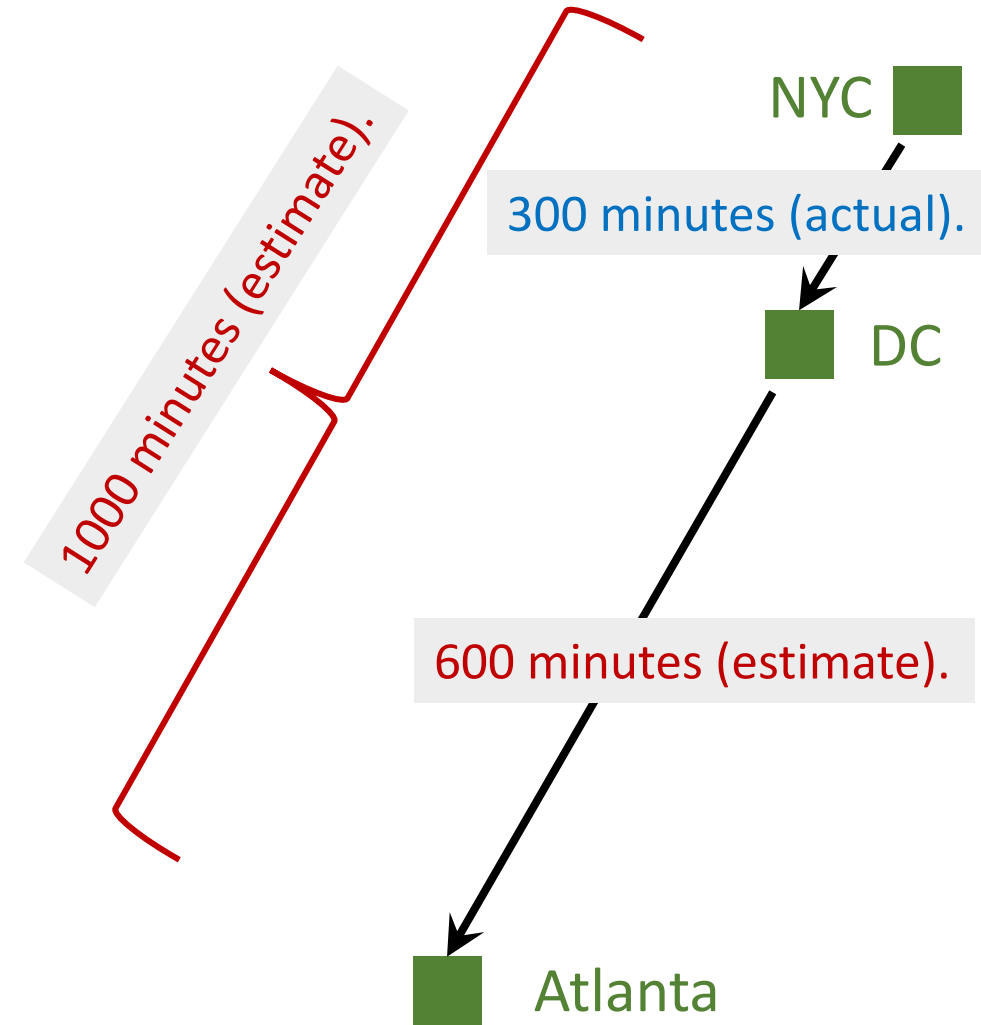 NYC
1000 minutes (estimate).
300 minutes (actual).
DC
600 minutes (estimate).
Atlanta